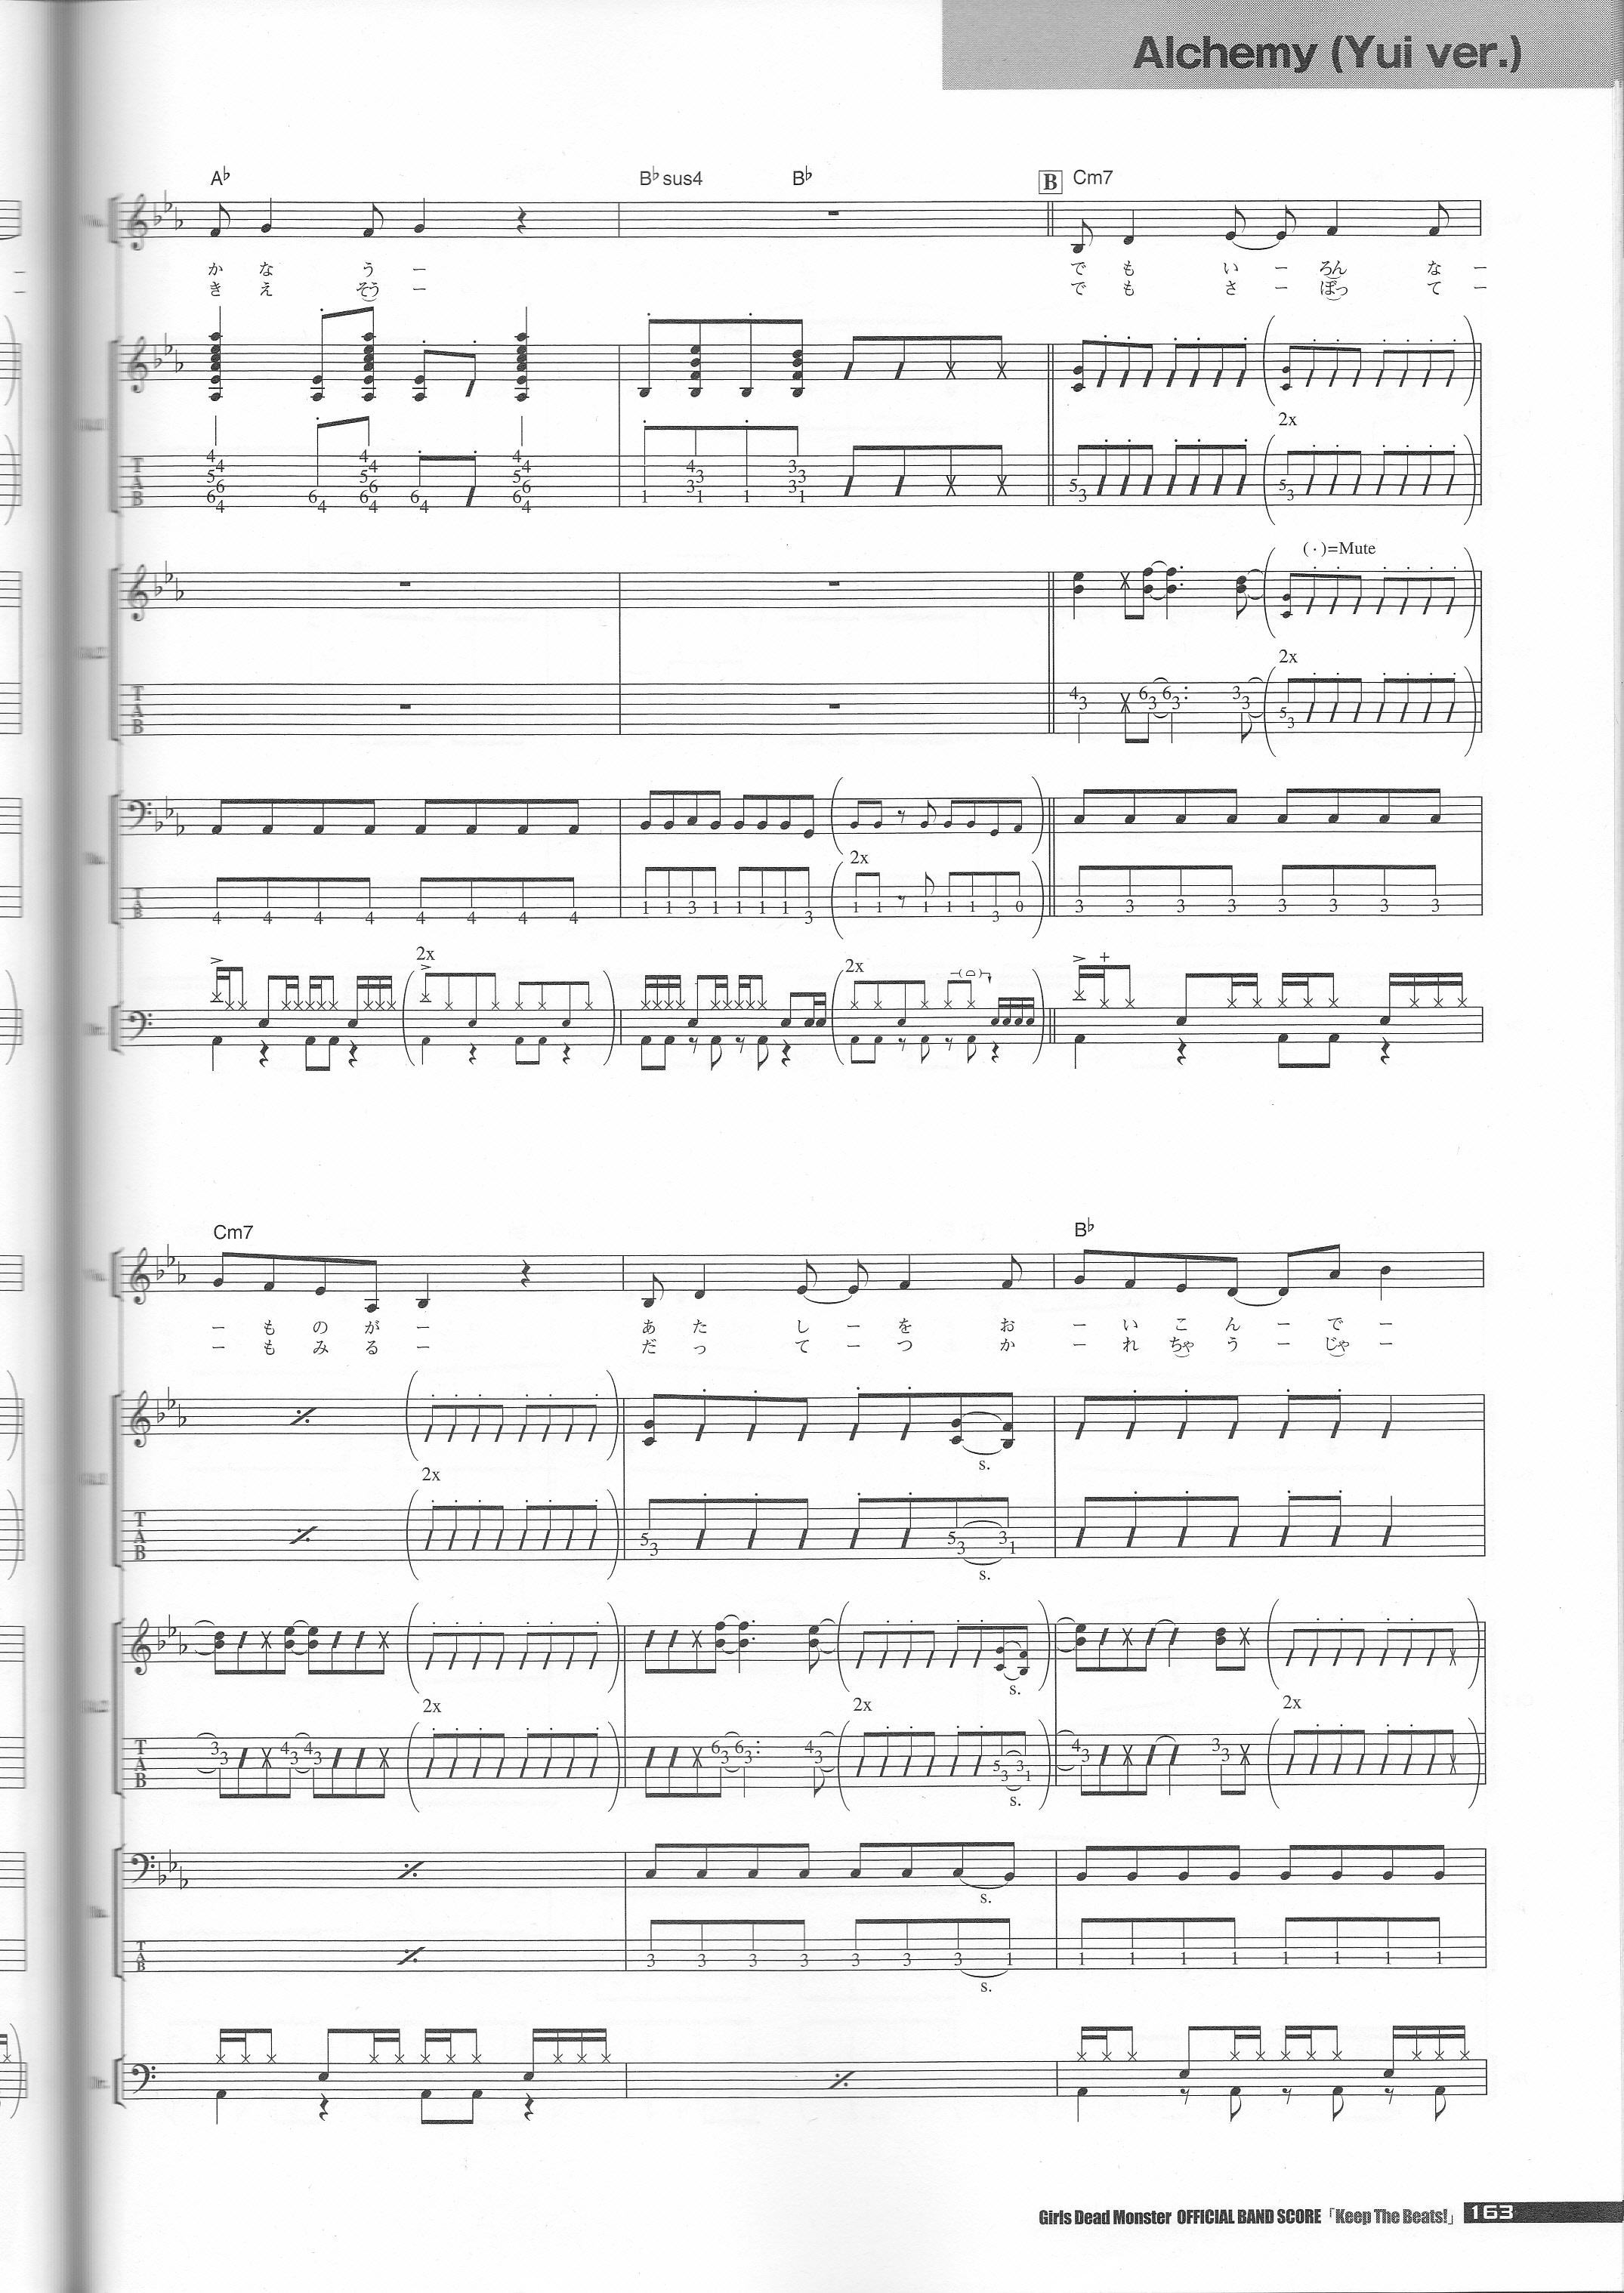 Alchemy (Yui ver.)
A♭ B♭sus4 B♭ B Cm7
か な う ー で も い ー ろん な ー
き え そう ー で も さ ー ぼっ て ー
2x
(・)=Mute
2x
2x
2x 2x
Cm7 B♭
ー も の が ー あ た し ー を お ー い こ ん ー で ー
ー も み る ー だ っ て ー つ か ー れ ちゃ う ー じゃ ー
s.
2x
s.
s.
2x 2x 2x
s.
s.
s.
Girls Dead Monster OFFICIAL BAND SCORE「Keep The Beats!」 163